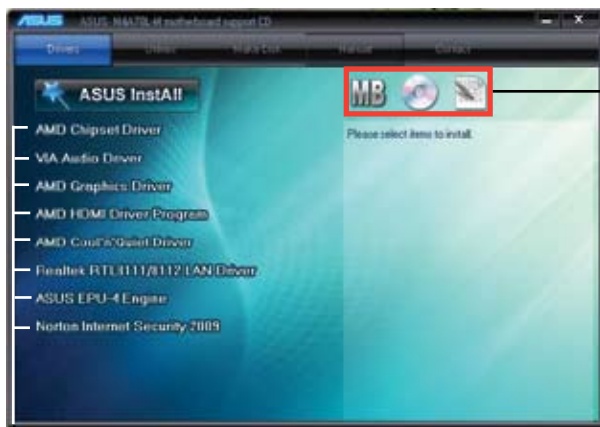 ASUS ASUS M4A78L-M motherboard support CD
Drivers Utilities Make Disk Manual Contact
ASUS InstAll
MB
AMD Chipset Driver
Please select items to install.
VIA Audio Driver
AMD Graphics Driver
AMD HDMI Driver Program
AMD Cool'n'Quiet Driver
Realtek RTL8111/8112 LAN Driver
ASUS EPU-4 Engine
Norton Internet Security 2009